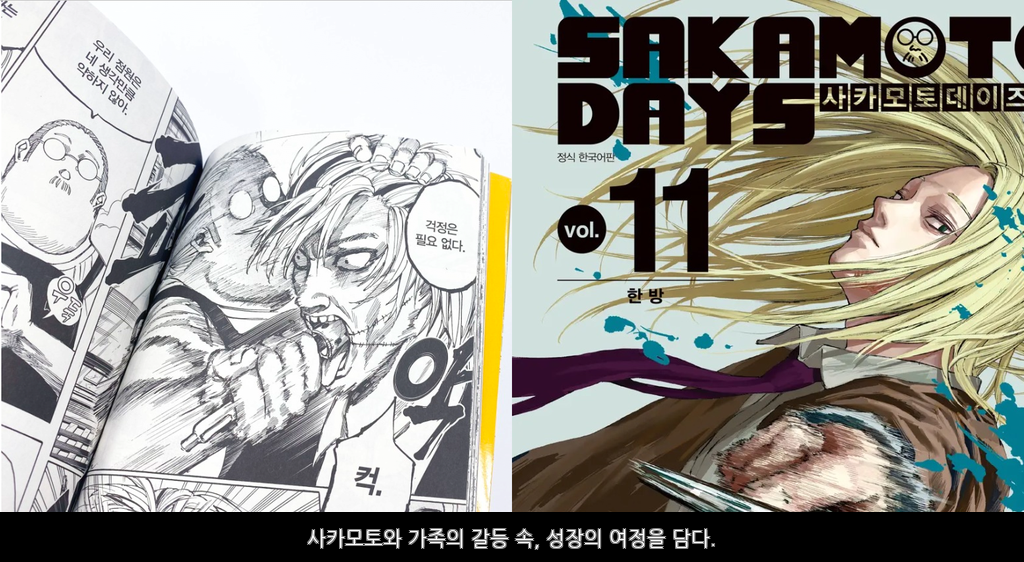 우리 점원은
네 생각만큼
약하지 않아.
걱정은
필요 없다.
컥.
SAKAMOTO
DAYS
사카모토데이즈
정식 한국어판
vol. 11
한 방
사카모토와 가족의 갈등 속, 성장의 여정을 담다.